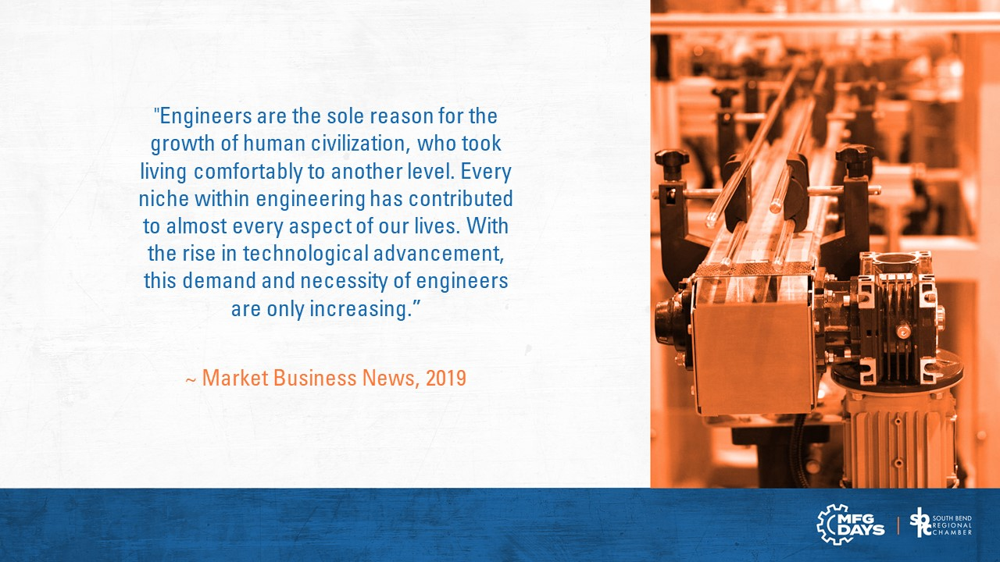 "Engineers are the sole reason for the
growth of human civilization, who took
living comfortably to another level. Every
niche within engineering has contributed
to almost every aspect of our lives. With
the rise in technological advancement,
this demand and necessity of engineers
are only increasing.”
~ Market Business News, 2019
MFG
DAYS
sbrc
SOUTH BEND
REGIONAL
CHAMBER